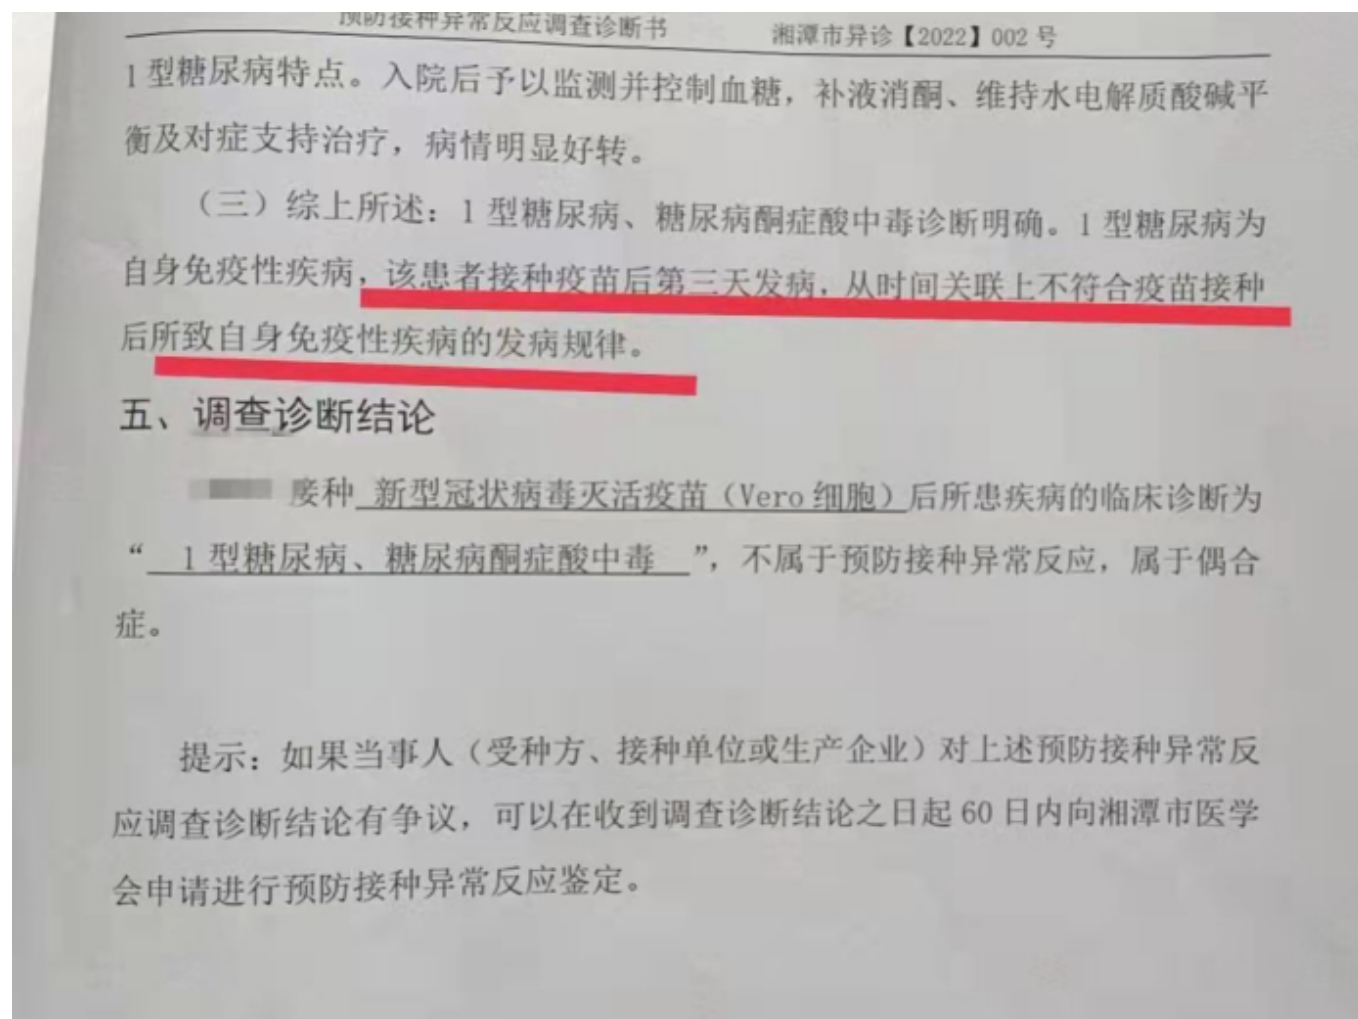 预防接种异常反应调查诊断书 湘潭市异诊【2022】002 号
1 型糖尿病特点。入院后予以监测并控制血糖，补液消酮、维持水电解质酸碱平
衡及对症支持治疗，病情明显好转。
（三）综上所述：1 型糖尿病、糖尿病酮症酸中毒诊断明确。1 型糖尿病为
自身免疫性疾病，该患者接种疫苗后第三天发病，从时间关联上不符合疫苗接种
后所致自身免疫性疾病的发病规律。
五、调查诊断结论
接种 新型冠状病毒灭活疫苗（Vero 细胞）后所患疾病的临床诊断为
“ 1 型糖尿病、糖尿病酮症酸中毒 ”，不属于预防接种异常反应，属于偶合
症。
提示：如果当事人（受种方、接种单位或生产企业）对上述预防接种异常反
应调查诊断结论有争议，可以在收到调查诊断结论之日起 60 日内向湘潭市医学
会申请进行预防接种异常反应鉴定。